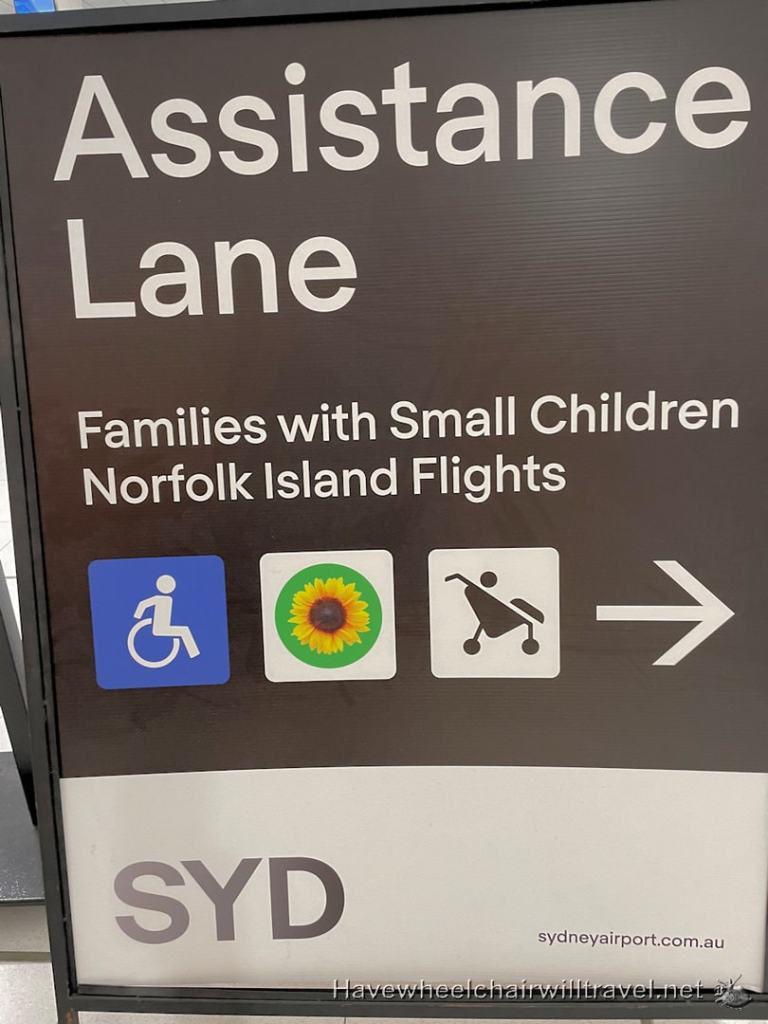 Assistance
Lane
Families with Small Children
Norfolk Island Flights
SYD
sydneyairport.com.au
Havewheelchairwilltravel.net